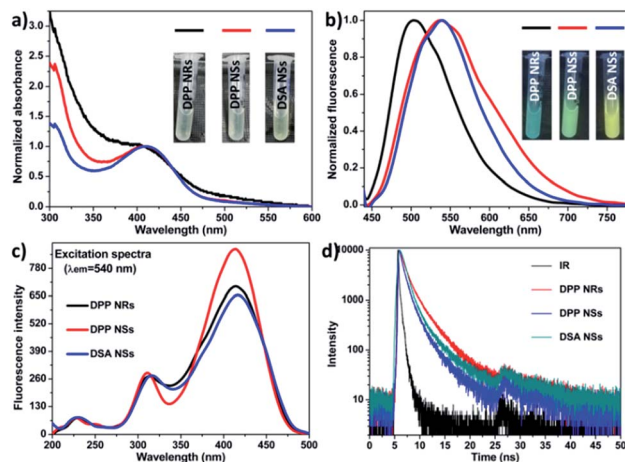 a)
DPP NRs
DPP NSs
DSA NSs
Normalized absorbance
3.0
2.5
2.0
1.5
1.0
0.5
0.0
300 350 400 450 500 550 600
Wavelength (nm)
b)
DPP NRs
DPP NSs
DSA NSs
Normalized fluorescence
1.0
0.8
0.6
0.4
0.2
0.0
450 500 550 600 650 700 750
Wavelength (nm)
c)
Excitation spectra
(λem=540 nm)
DPP NRs
DPP NSs
DSA NSs
Fluorescence intensity
780
650
520
390
260
130
0
200 250 300 350 400 450 500
Wavelength (nm)
d)
IR
DPP NRs
DPP NSs
DSA NSs
Intensity
10000
1000
100
10
0 5 10 15 20 25 30 35 40 45 50
Time (ns)